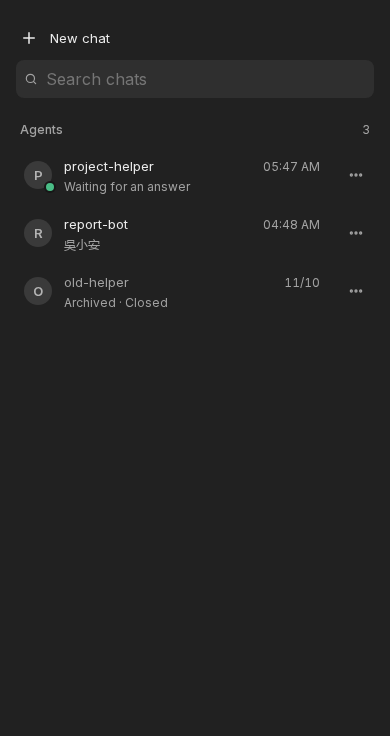 New chat
Search chats
Agents 3
P project-helper 05:47 AM
Waiting for an answer
R report-bot 04:48 AM
吳小安
O old-helper 11/10
Archived · Closed